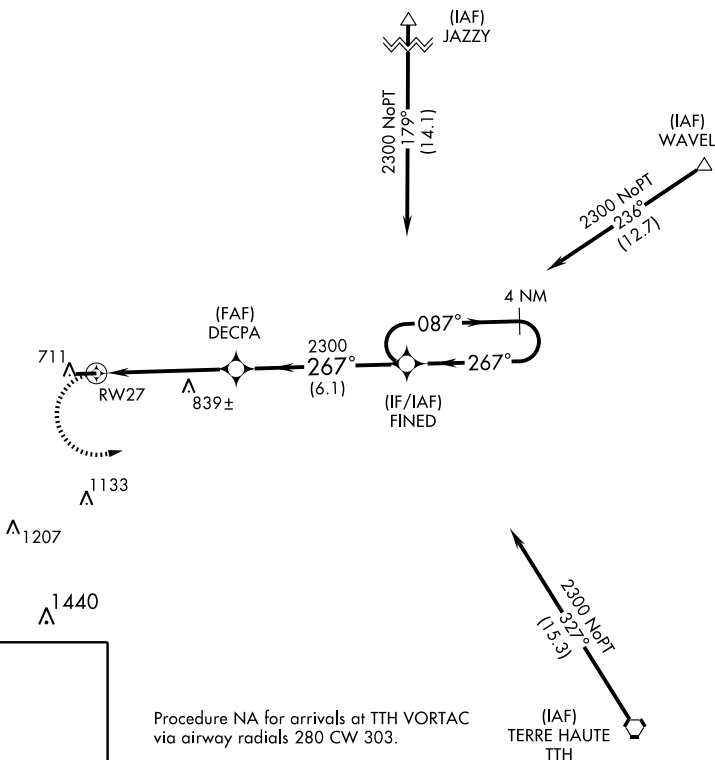 (IAF)
JAZZY
2300 NoPT
179°
(14.1)
(IAF)
WAVEL
2300 NoPT
236°
(12.7)
4 NM
087°
267°
(FAF)
DECPA
2300
267°
(6.1)
(IF/IAF)
FINED
711
RW27
839±
1133
1207
1440
2300 NoPT
327°
(15.3)
Procedure NA for arrivals at TTH VORTAC
via airway radials 280 CW 303.
(IAF)
TERRE HAUTE
TTH